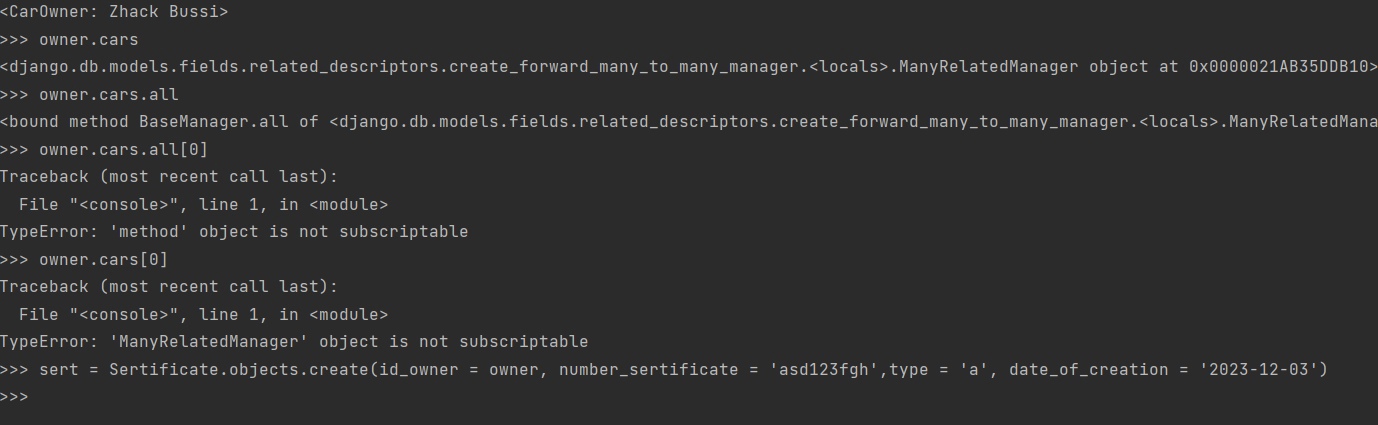 <CarOwner: Zhack Bussi>
>>> owner.cars
<django.db.models.fields.related_descriptors.create_forward_many_to_many_manager.<locals>.ManyRelatedManager object at 0x0000021AB35DDB10>
>>> owner.cars.all
<bound method BaseManager.all of <django.db.models.fields.related_descriptors.create_forward_many_to_many_manager.<locals>.ManyRelatedMana
>>> owner.cars.all[0]
Traceback (most recent call last):
  File "<console>", line 1, in <module>
TypeError: 'method' object is not subscriptable
>>> owner.cars[0]
Traceback (most recent call last):
  File "<console>", line 1, in <module>
TypeError: 'ManyRelatedManager' object is not subscriptable
>>> sert = Sertificate.objects.create(id_owner = owner, number_sertificate = 'asd123fgh',type = 'a', date_of_creation = '2023-12-03')
>>>